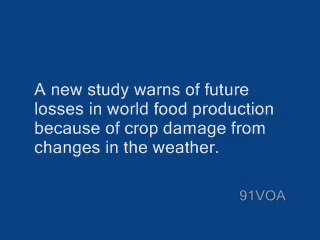 A new study warns of future
losses in world food production
because of crop damage from
changes in the weather.
91VOA